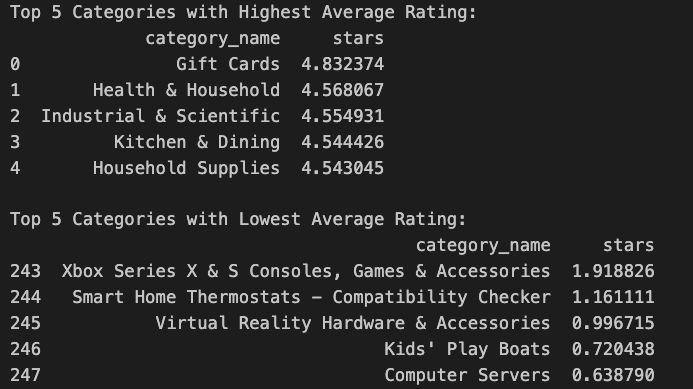 Top 5 Categories with Highest Average Rating:
category_name stars
0 Gift Cards 4.832374
1 Health & Household 4.568067
2 Industrial & Scientific 4.554931
3 Kitchen & Dining 4.544426
4 Household Supplies 4.543045
Top 5 Categories with Lowest Average Rating:
category_name stars
243 Xbox Series X & S Consoles, Games & Accessories 1.918826
244 Smart Home Thermostats - Compatibility Checker 1.161111
245 Virtual Reality Hardware & Accessories 0.996715
246 Kids' Play Boats 0.720438
247 Computer Servers 0.638790